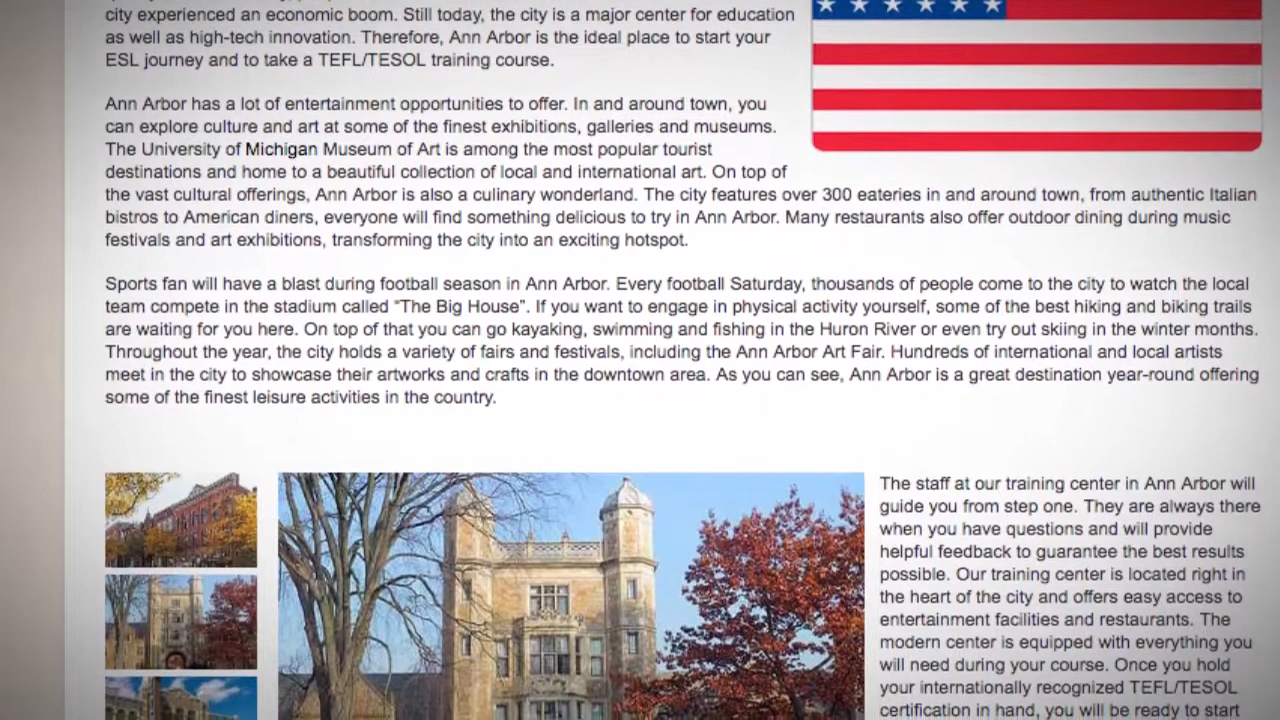 city experienced an economic boom. Still today, the city is a major center for education
as well as high-tech innovation. Therefore, Ann Arbor is the ideal place to start your
ESL journey and to take a TEFL/TESOL training course.
Ann Arbor has a lot of entertainment opportunities to offer. In and around town, you
can explore culture and art at some of the finest exhibitions, galleries and museums.
The University of Michigan Museum of Art is among the most popular tourist
destinations and home to a beautiful collection of local and international art. On top of
the vast cultural offerings, Ann Arbor is also a culinary wonderland. The city features over 300 eateries in and around town, from authentic Italian
bistros to American diners, everyone will find something delicious to try in Ann Arbor. Many restaurants also offer outdoor dining during music
festivals and art exhibitions, transforming the city into an exciting hotspot.
Sports fan will have a blast during football season in Ann Arbor. Every football Saturday, thousands of people come to the city to watch the local
team compete in the stadium called “The Big House”. If you want to engage in physical activity yourself, some of the best hiking and biking trails
are waiting for you here. On top of that you can go kayaking, swimming and fishing in the Huron River or even try out skiing in the winter months.
Throughout the year, the city holds a variety of fairs and festivals, including the Ann Arbor Art Fair. Hundreds of international and local artists
meet in the city to showcase their artworks and crafts in the downtown area. As you can see, Ann Arbor is a great destination year-round offering
some of the finest leisure activities in the country.
The staff at our training center in Ann Arbor will
guide you from step one. They are always there
when you have questions and will provide
helpful feedback to guarantee the best results
possible. Our training center is located right in
the heart of the city and offers easy access to
entertainment facilities and restaurants. The
modern center is equipped with everything you
will need during your course. Once you hold
your internationally recognized TEFL/TESOL
certification in hand, you will be ready to start